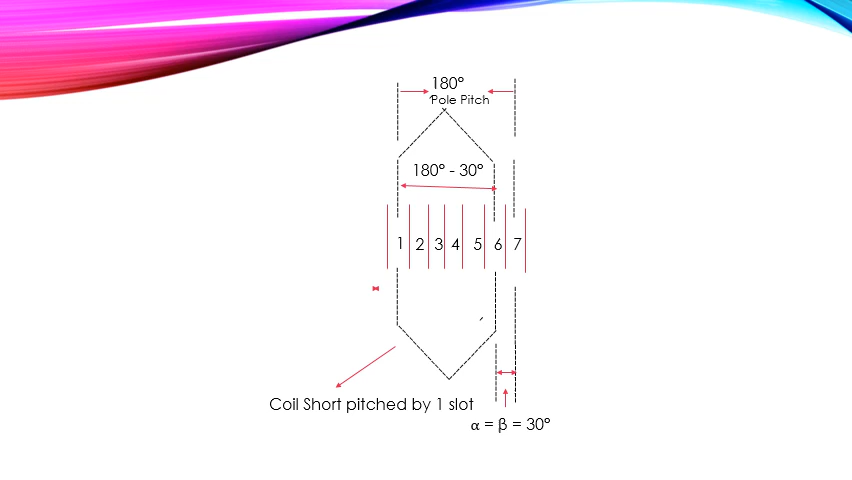 180°
Pole Pitch
180° - 30°
1 2 3 4 5 6 7
Coil Short pitched by 1 slot
α = β = 30°